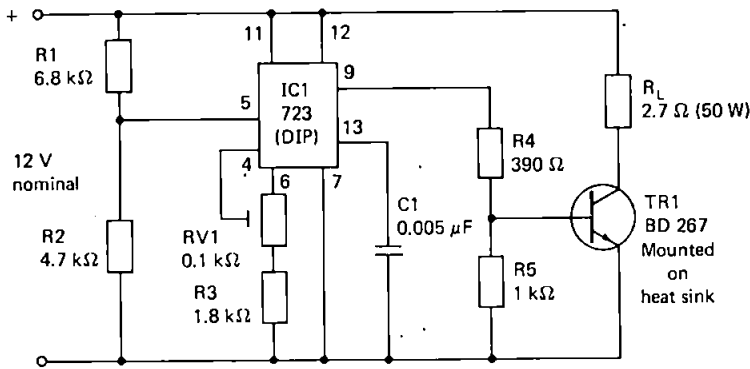 +
R1
6.8 kΩ
11
12
IC1
723
(DIP)
9
5
13
4
6
7
R_L
2.7 Ω (50 W)
R4
390 Ω
12 V
nominal
C1
0.005 μF
TR1
BD 267
Mounted
on
heat sink
R2
4.7 kΩ
RV1
0.1 kΩ
R5
1 kΩ
R3
1.8 kΩ